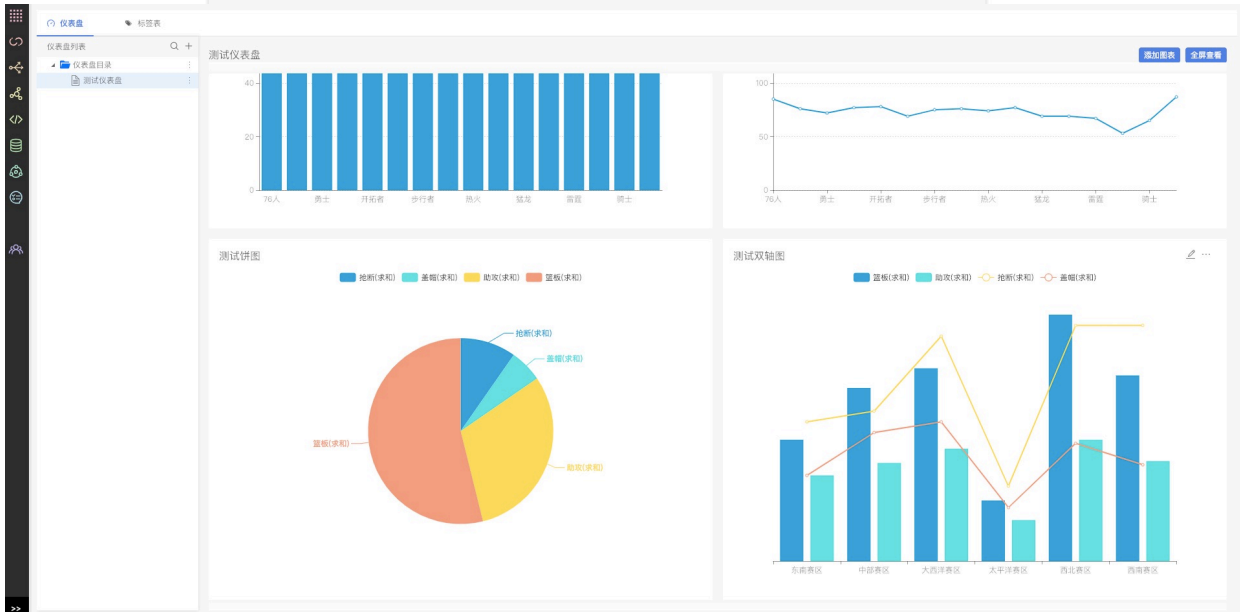 仪表盘
标签表
仪表盘列表
仪表盘目录
测试仪表盘
测试仪表盘
添加图表
全屏查看
40
20
0
76人 勇士 开拓者 步行者 热火 猛龙 雷霆 骑士
100
50
0
76人 勇士 开拓者 步行者 热火 猛龙 雷霆 骑士
测试饼图
抢断(求和) 盖帽(求和) 助攻(求和) 篮板(求和)
抢断(求和)
盖帽(求和)
篮板(求和)
助攻(求和)
测试双轴图
篮板(求和) 助攻(求和) 抢断(求和) 盖帽(求和)
东南赛区 中部赛区 大西洋赛区 太平洋赛区 西北赛区 西南赛区
>>